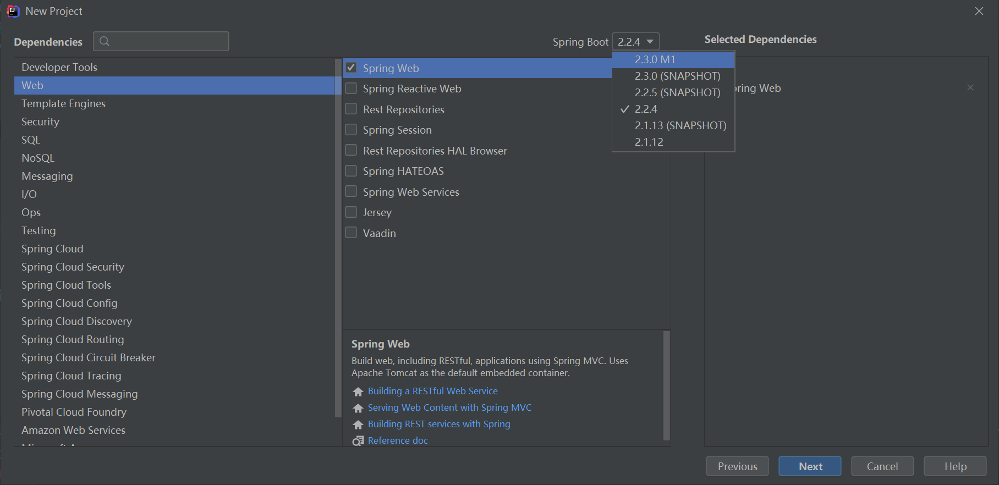 New Project
Dependencies
Spring Boot 2.2.4
Selected Dependencies
Developer Tools
Web
Template Engines
Security
SQL
NoSQL
Messaging
I/O
Ops
Testing
Spring Cloud
Spring Cloud Security
Spring Cloud Tools
Spring Cloud Config
Spring Cloud Discovery
Spring Cloud Routing
Spring Cloud Circuit Breaker
Spring Cloud Tracing
Spring Cloud Messaging
Pivotal Cloud Foundry
Amazon Web Services
Spring Web
Spring Reactive Web
Rest Repositories
Spring Session
Rest Repositories HAL Browser
Spring HATEOAS
Spring Web Services
Jersey
Vaadin
2.3.0 M1
2.3.0 (SNAPSHOT)
2.2.5 (SNAPSHOT)
2.2.4
2.1.13 (SNAPSHOT)
2.1.12
ring Web
Spring Web
Build web, including RESTful, applications using Spring MVC. Uses
Apache Tomcat as the default embedded container.
Building a RESTful Web Service
Serving Web Content with Spring MVC
Building REST services with Spring
Reference doc
Previous
Next
Cancel
Help